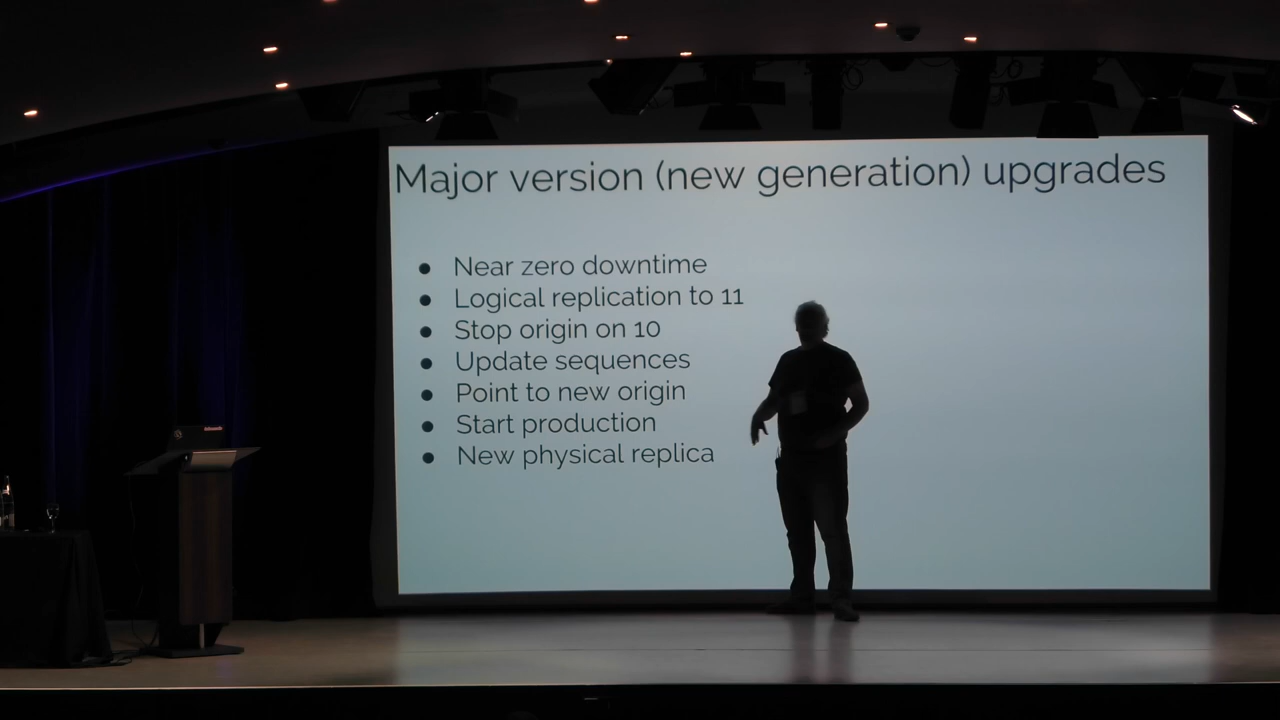 Major version (new generation) upgrades
● Near zero downtime
● Logical replication to 11
● Stop origin on 10
● Update sequences
● Point to new origin
● Start production
● New physical replica